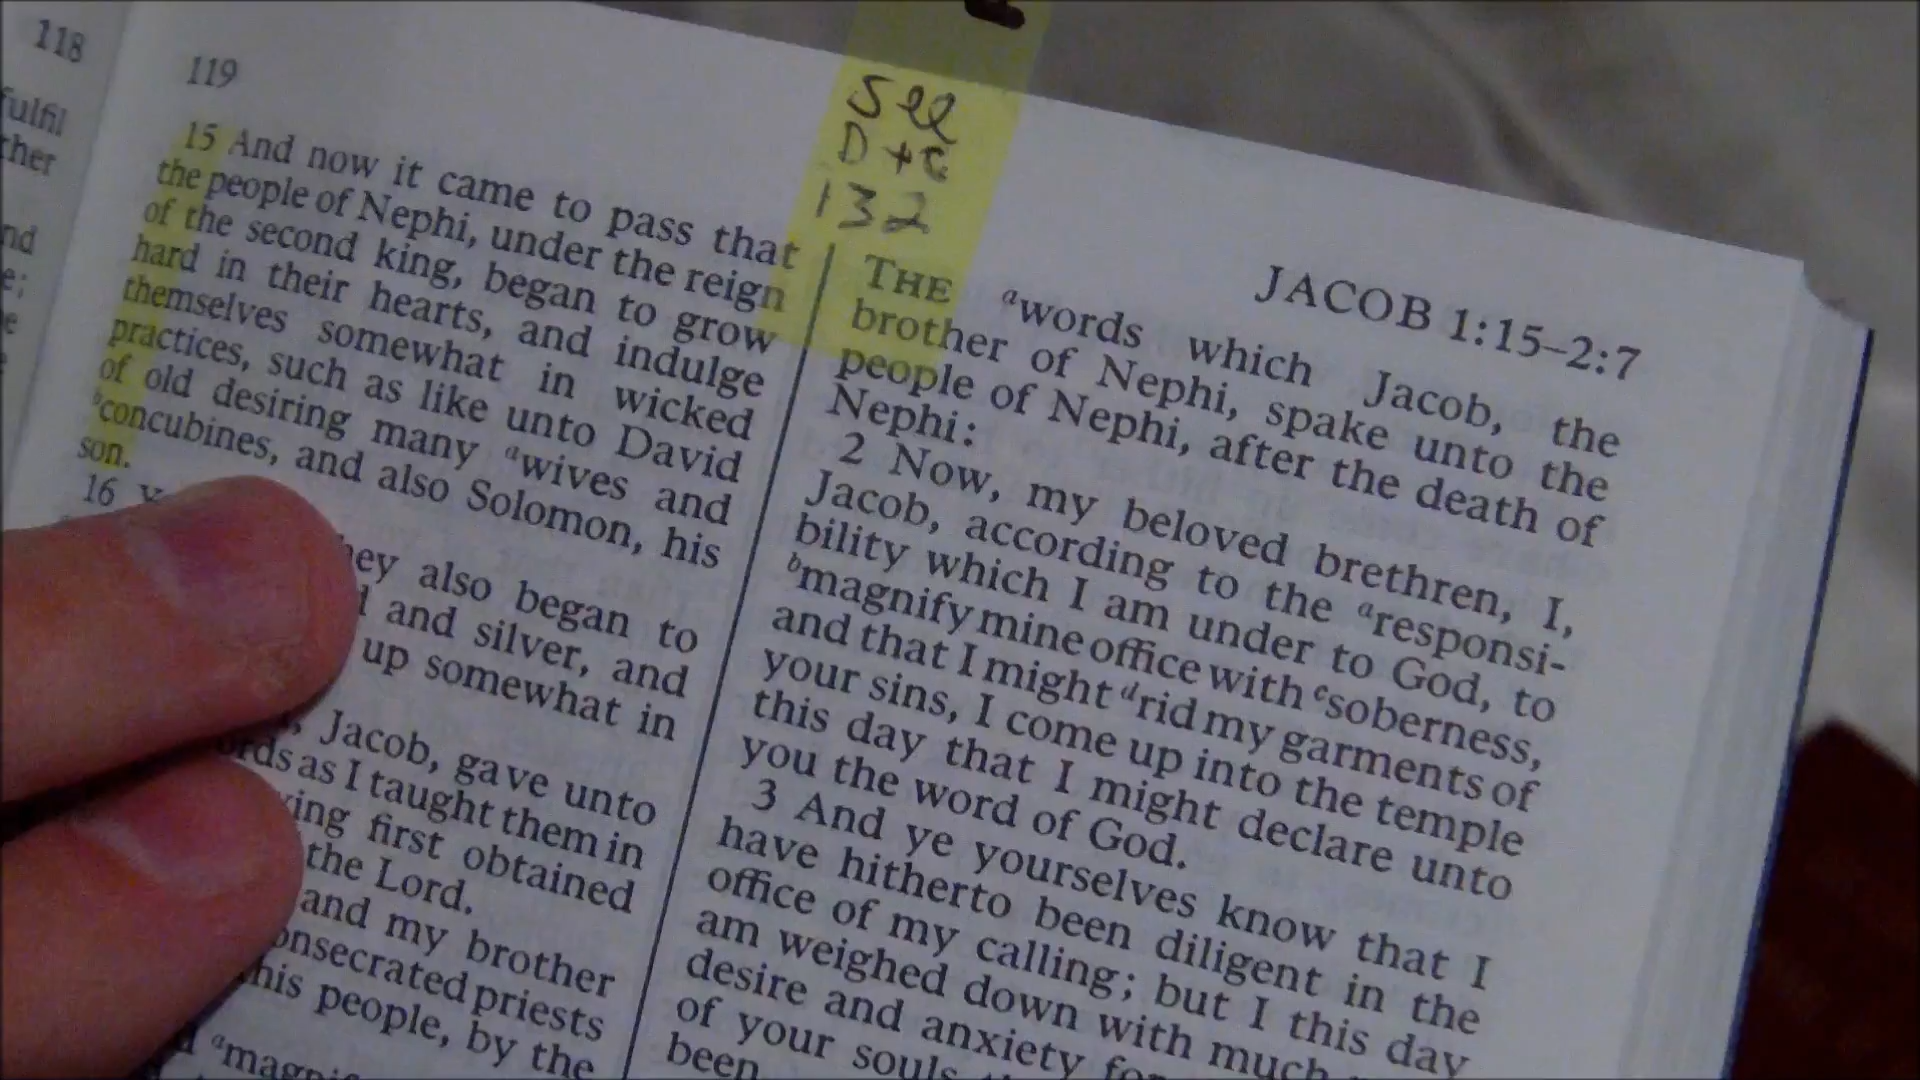 118
119
See
D + C
132
JACOB 1:15–2:7
fulfil
ther
nd
e;
e
15 And now it came to pass that
the people of Nephi, under the reign
of the second king, began to grow
hard in their hearts, and indulge
themselves somewhat in wicked
practices, such as like unto David
of old desiring many ᵃwives and
ᵇconcubines, and also Solomon, his
son.
16
ey also began to
and silver, and
up somewhat in
Jacob, gave unto
ords as I taught them in
ving first obtained
the Lord.
and my brother
onsecrated priests
his people, by the
ᵃmagnif
THE ᵃwords which Jacob, the
brother of Nephi, spake unto the
people of Nephi, after the death of
Nephi:
2 Now, my beloved brethren, I,
Jacob, according to the ᵃresponsi-
bility which I am under to God, to
ᵇmagnify mine office with ᶜsoberness,
and that I might ᵈrid my garments of
your sins, I come up into the temple
this day that I might declare unto
you the word of God.
3 And ye yourselves know that I
have hitherto been diligent in the
office of my calling; but I this day
am weighed down with much
desire and anxiety for
of your souls
been